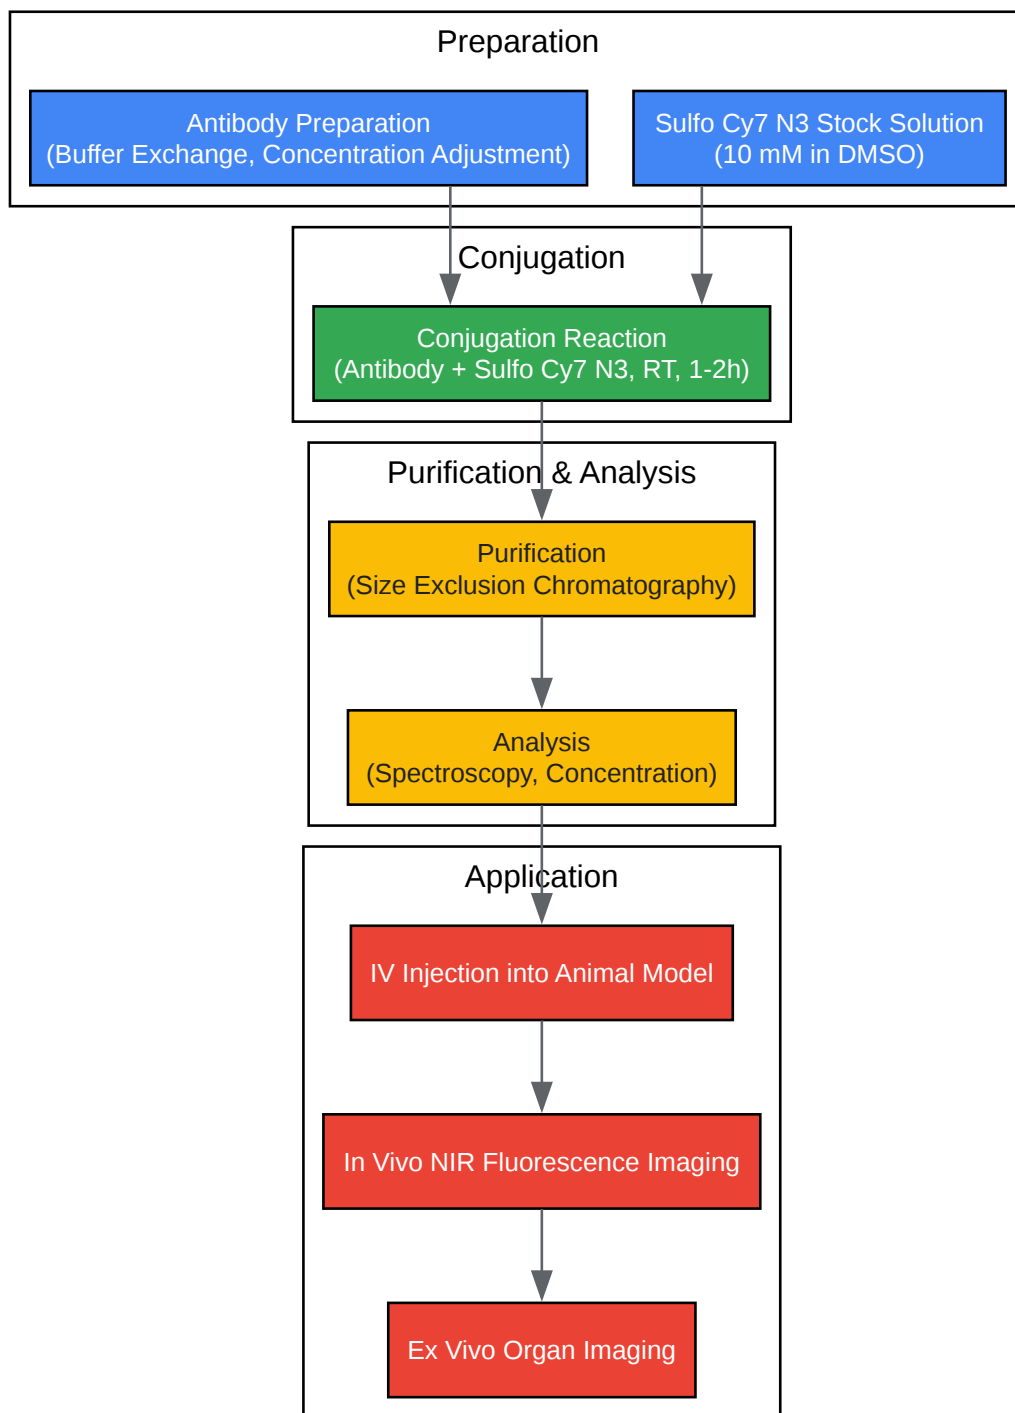 Preparation
Antibody Preparation
(Buffer Exchange, Concentration Adjustment)
Sulfo Cy7 N3 Stock Solution
(10 mM in DMSO)
Conjugation
Conjugation Reaction
(Antibody + Sulfo Cy7 N3, RT, 1-2h)
Purification & Analysis
Purification
(Size Exclusion Chromatography)
Analysis
(Spectroscopy, Concentration)
Application
IV Injection into Animal Model
In Vivo NIR Fluorescence Imaging
Ex Vivo Organ Imaging